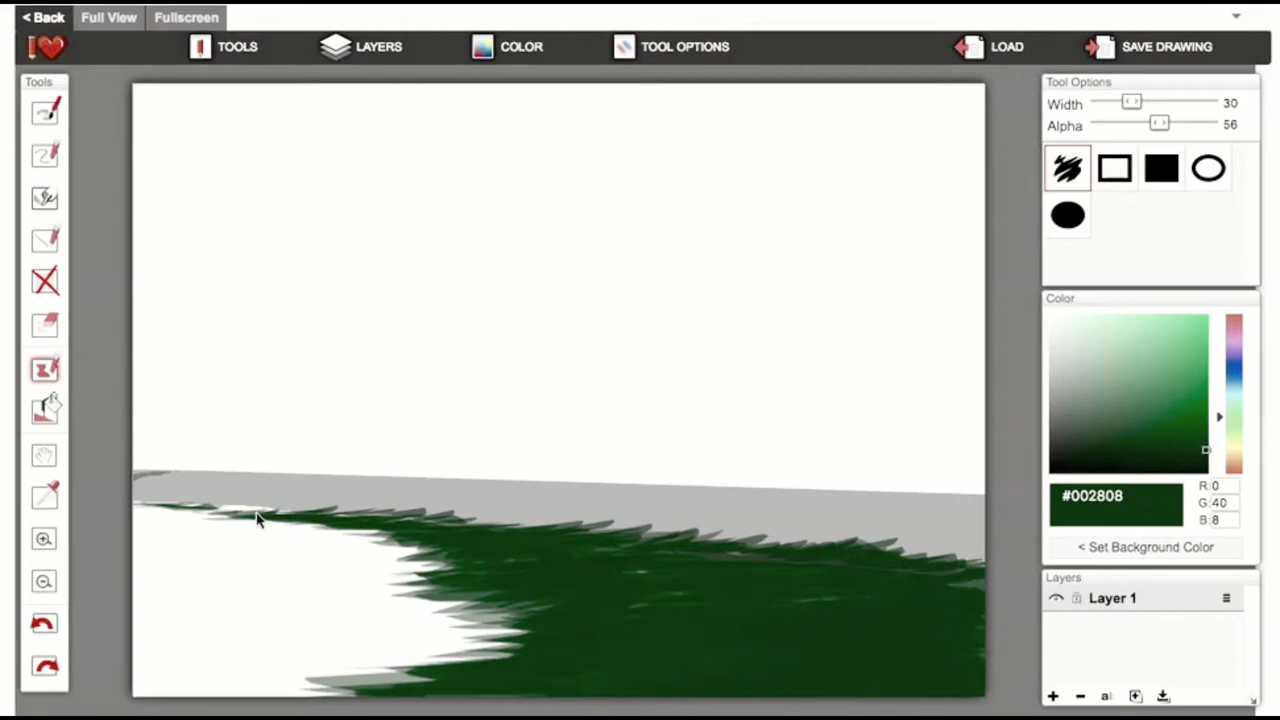 < Back Full View Fullscreen
TOOLS LAYERS COLOR TOOL OPTIONS LOAD SAVE DRAWING
Tools
Tool Options
Width 30
Alpha 56
Color
#002808
R: 0
G: 40
B: 8
< Set Background Color
Layers
Layer 1